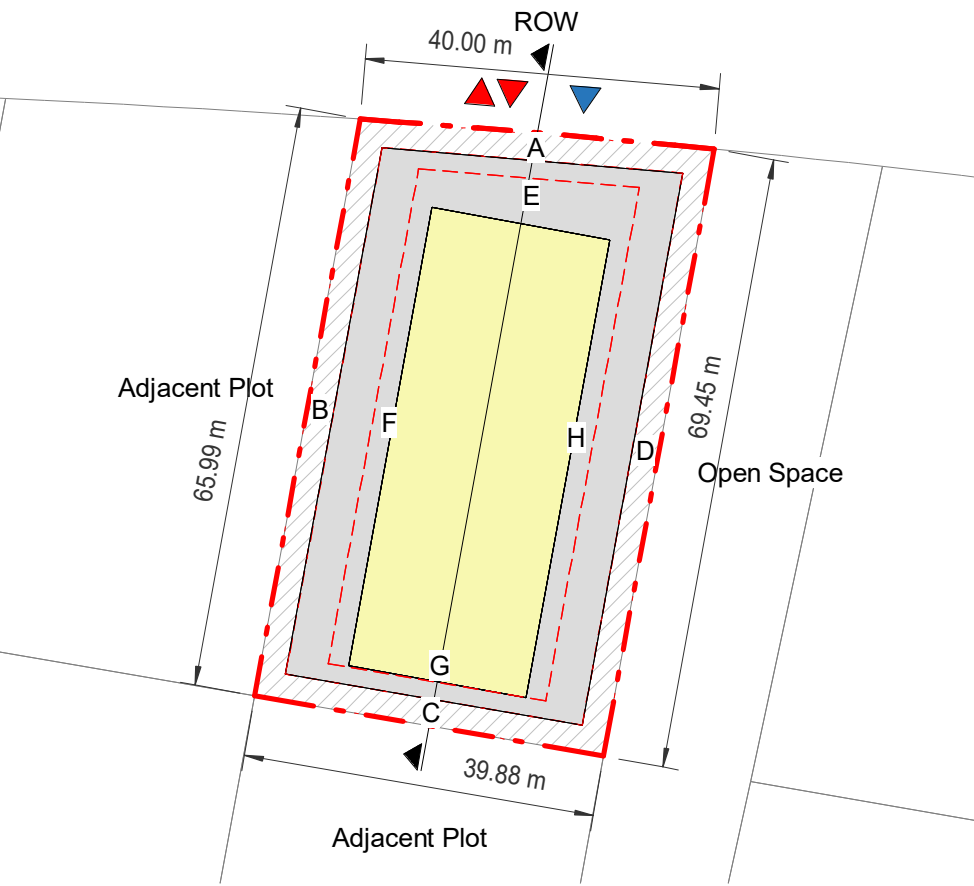 ROW
40.00 m
A
E
Adjacent Plot
B
F
H
D
69.45 m
65.99 m
Open Space
G
C
39.88 m
Adjacent Plot